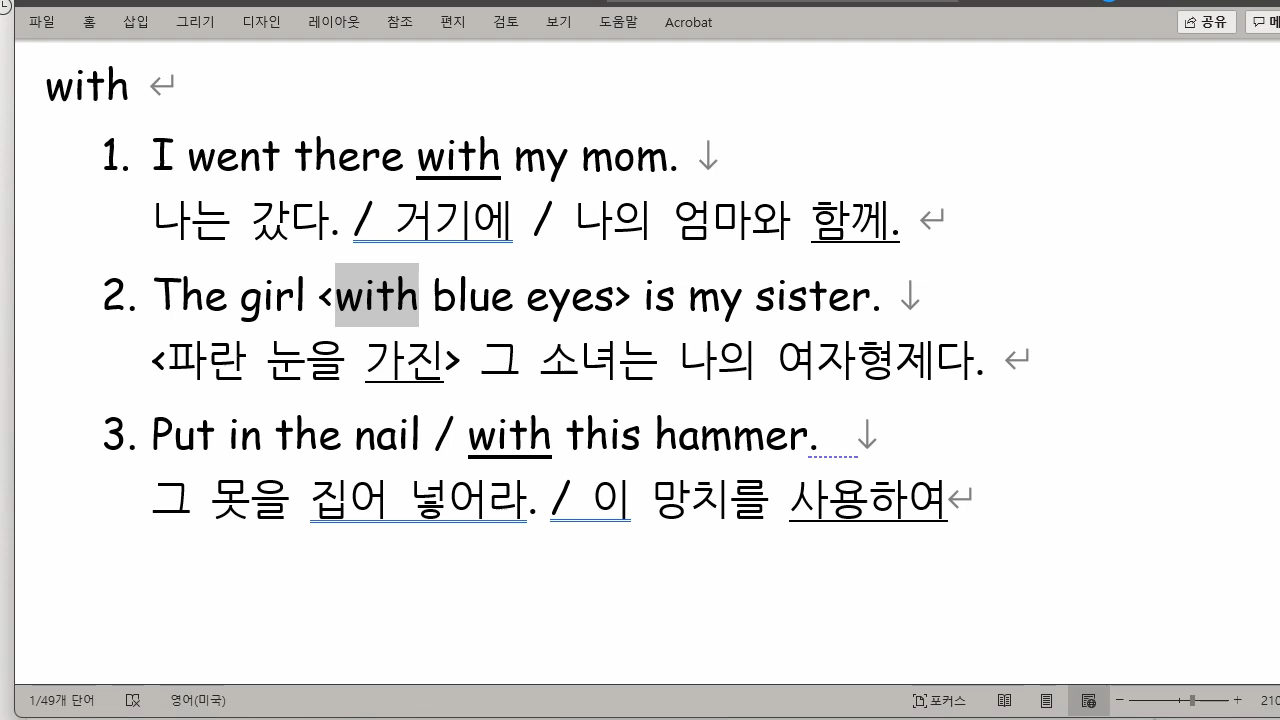 파일 홈 삽입 그리기 디자인 레이아웃 참조 편지 검토 보기 도움말 Acrobat 공유 메
with
1. I went there with my mom.
나는 갔다. / 거기에 / 나의 엄마와 함께.
2. The girl <with blue eyes> is my sister.
<파란 눈을 가진> 그 소녀는 나의 여자형제다.
3. Put in the nail / with this hammer.
그 못을 집어 넣어라. / 이 망치를 사용하여
1/49개 단어 영어(미국) 포커스 210